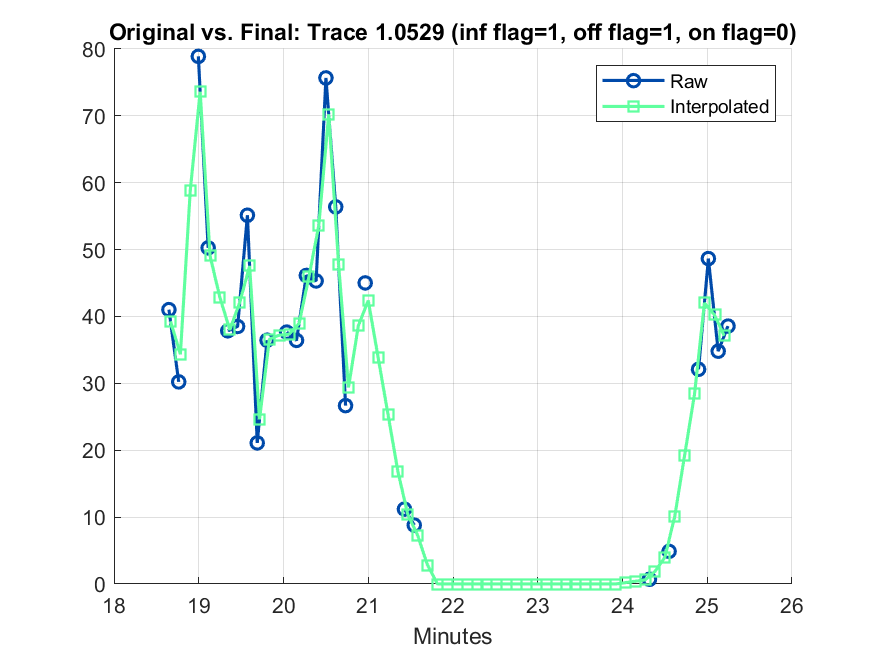 Original vs. Final: Trace 1.0529 (inf flag=1, off flag=1, on flag=0)
Raw
Interpolated
80
70
60
50
40
30
20
10
0
18 19 20 21 22 23 24 25 26
Minutes